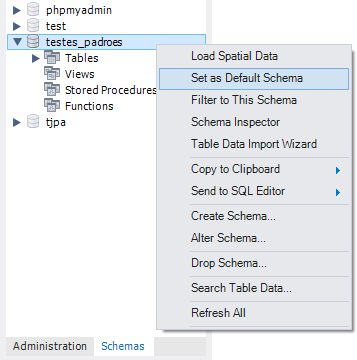 phpmyadmin
test
testes_padroes
Tables
Views
Stored Procedures
Functions
tjpa
Load Spatial Data
Set as Default Schema
Filter to This Schema
Schema Inspector
Table Data Import Wizard
Copy to Clipboard
Send to SQL Editor
Create Schema...
Alter Schema...
Drop Schema...
Search Table Data...
Refresh All
Administration Schemas